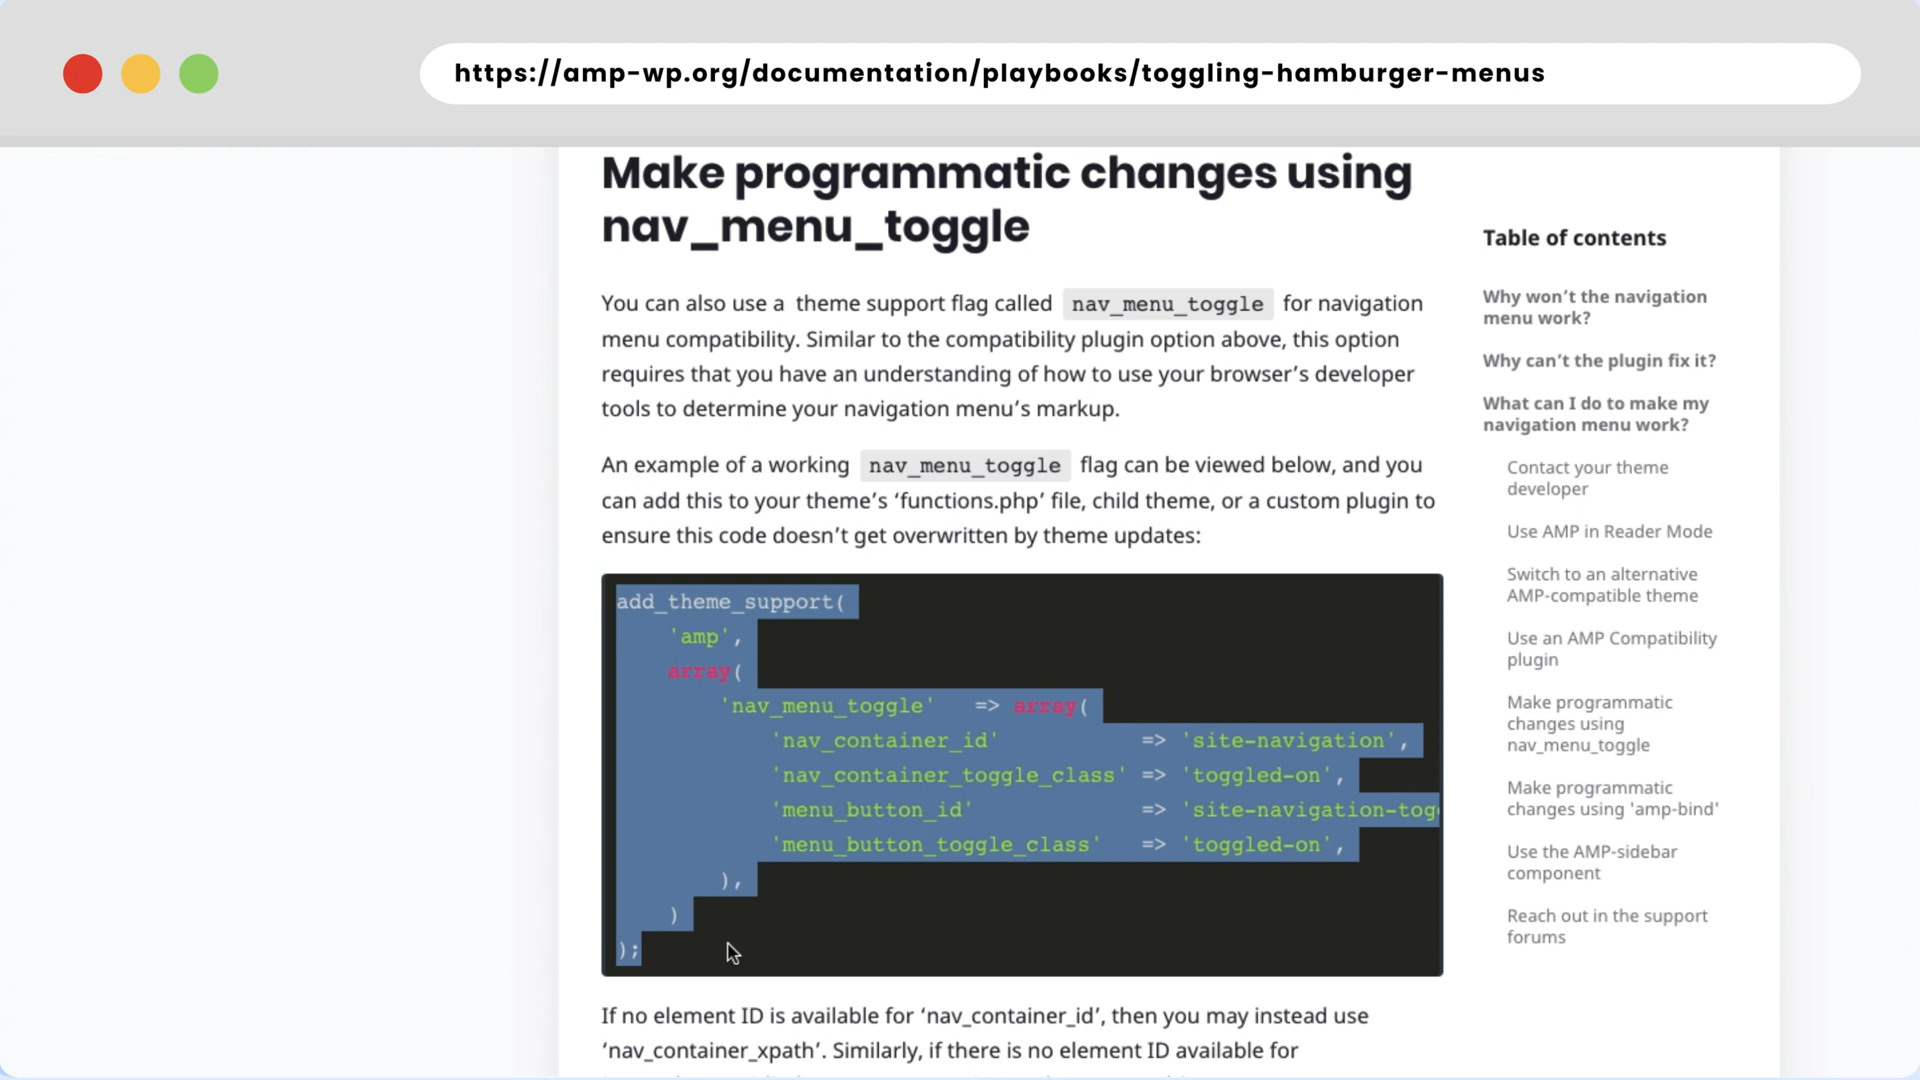 https://amp-wp.org/documentation/playbooks/toggling-hamburger-menus
Make programmatic changes using
nav_menu_toggle
You can also use a  theme support flag called nav_menu_toggle for navigation
menu compatibility. Similar to the compatibility plugin option above, this option
requires that you have an understanding of how to use your browser’s developer
tools to determine your navigation menu’s markup.
An example of a working nav_menu_toggle flag can be viewed below, and you
can add this to your theme’s ‘functions.php’ file, child theme, or a custom plugin to
ensure this code doesn’t get overwritten by theme updates:
add_theme_support(
    'amp',
    array(
        'nav_menu_toggle'   => array(
            'nav_container_id'           => 'site-navigation',
            'nav_container_toggle_class' => 'toggled-on',
            'menu_button_id'             => 'site-navigation-tog
            'menu_button_toggle_class'   => 'toggled-on',
        ),
    )
);
If no element ID is available for ‘nav_container_id’, then you may instead use
‘nav_container_xpath’. Similarly, if there is no element ID available for
Table of contents
Why won’t the navigation
menu work?
Why can’t the plugin fix it?
What can I do to make my
navigation menu work?
Contact your theme
developer
Use AMP in Reader Mode
Switch to an alternative
AMP-compatible theme
Use an AMP Compatibility
plugin
Make programmatic
changes using
nav_menu_toggle
Make programmatic
changes using 'amp-bind'
Use the AMP-sidebar
component
Reach out in the support
forums